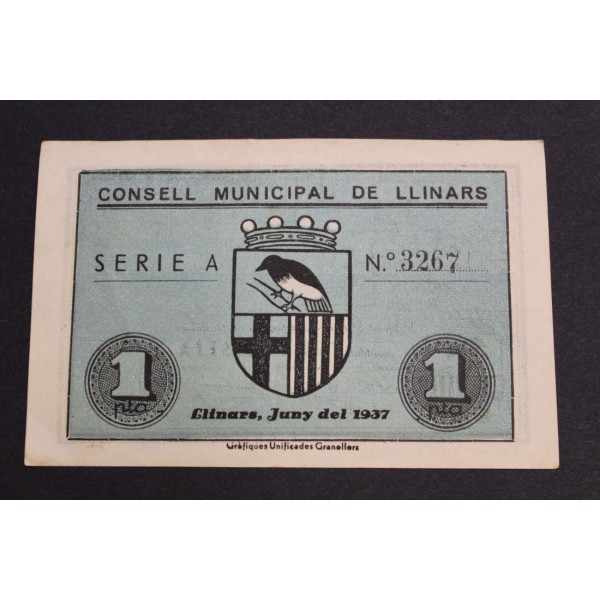 CONSELL MUNICIPAL DE LLINARS
SERIE A
N.º 3267
1 pta
1 pta
Llinars, Juny del 1937
Gràfiques Unificades Granollers